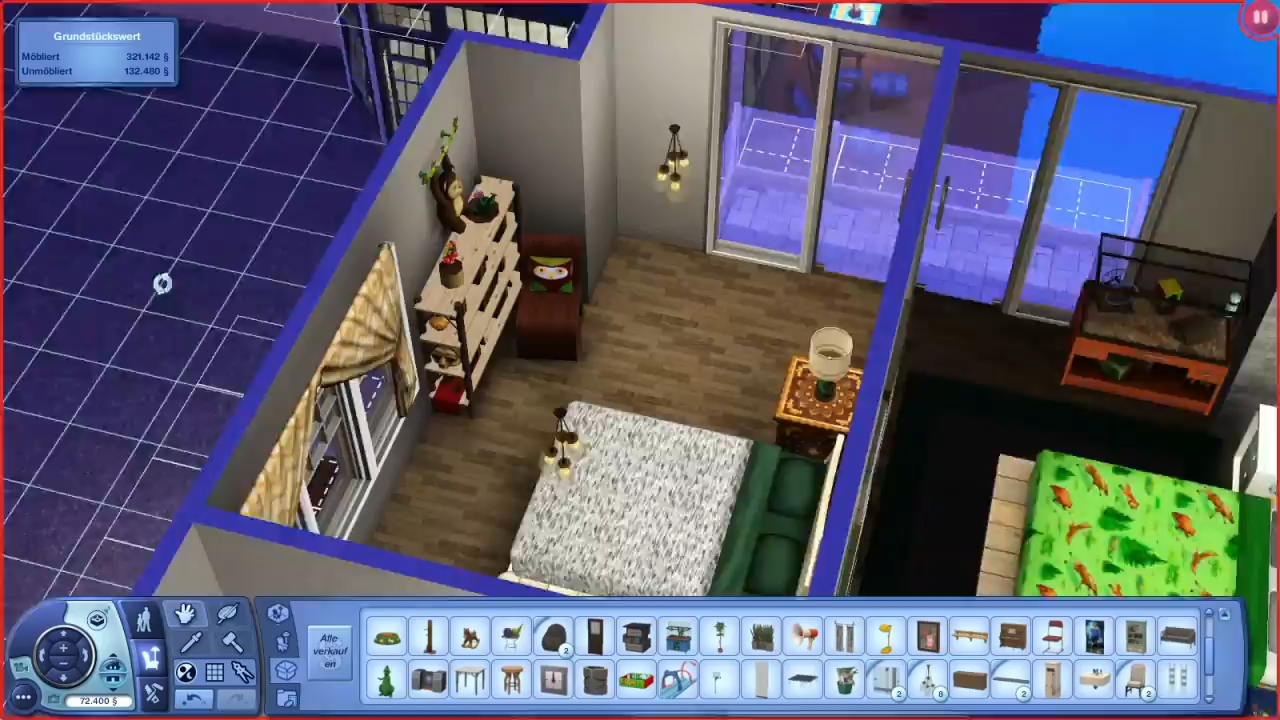 Grundstückswert
Möbliert 321.142 §
Unmöbliert 132.480 §
Alle
verkauf
en
2
2
8
2
2
72.400 §